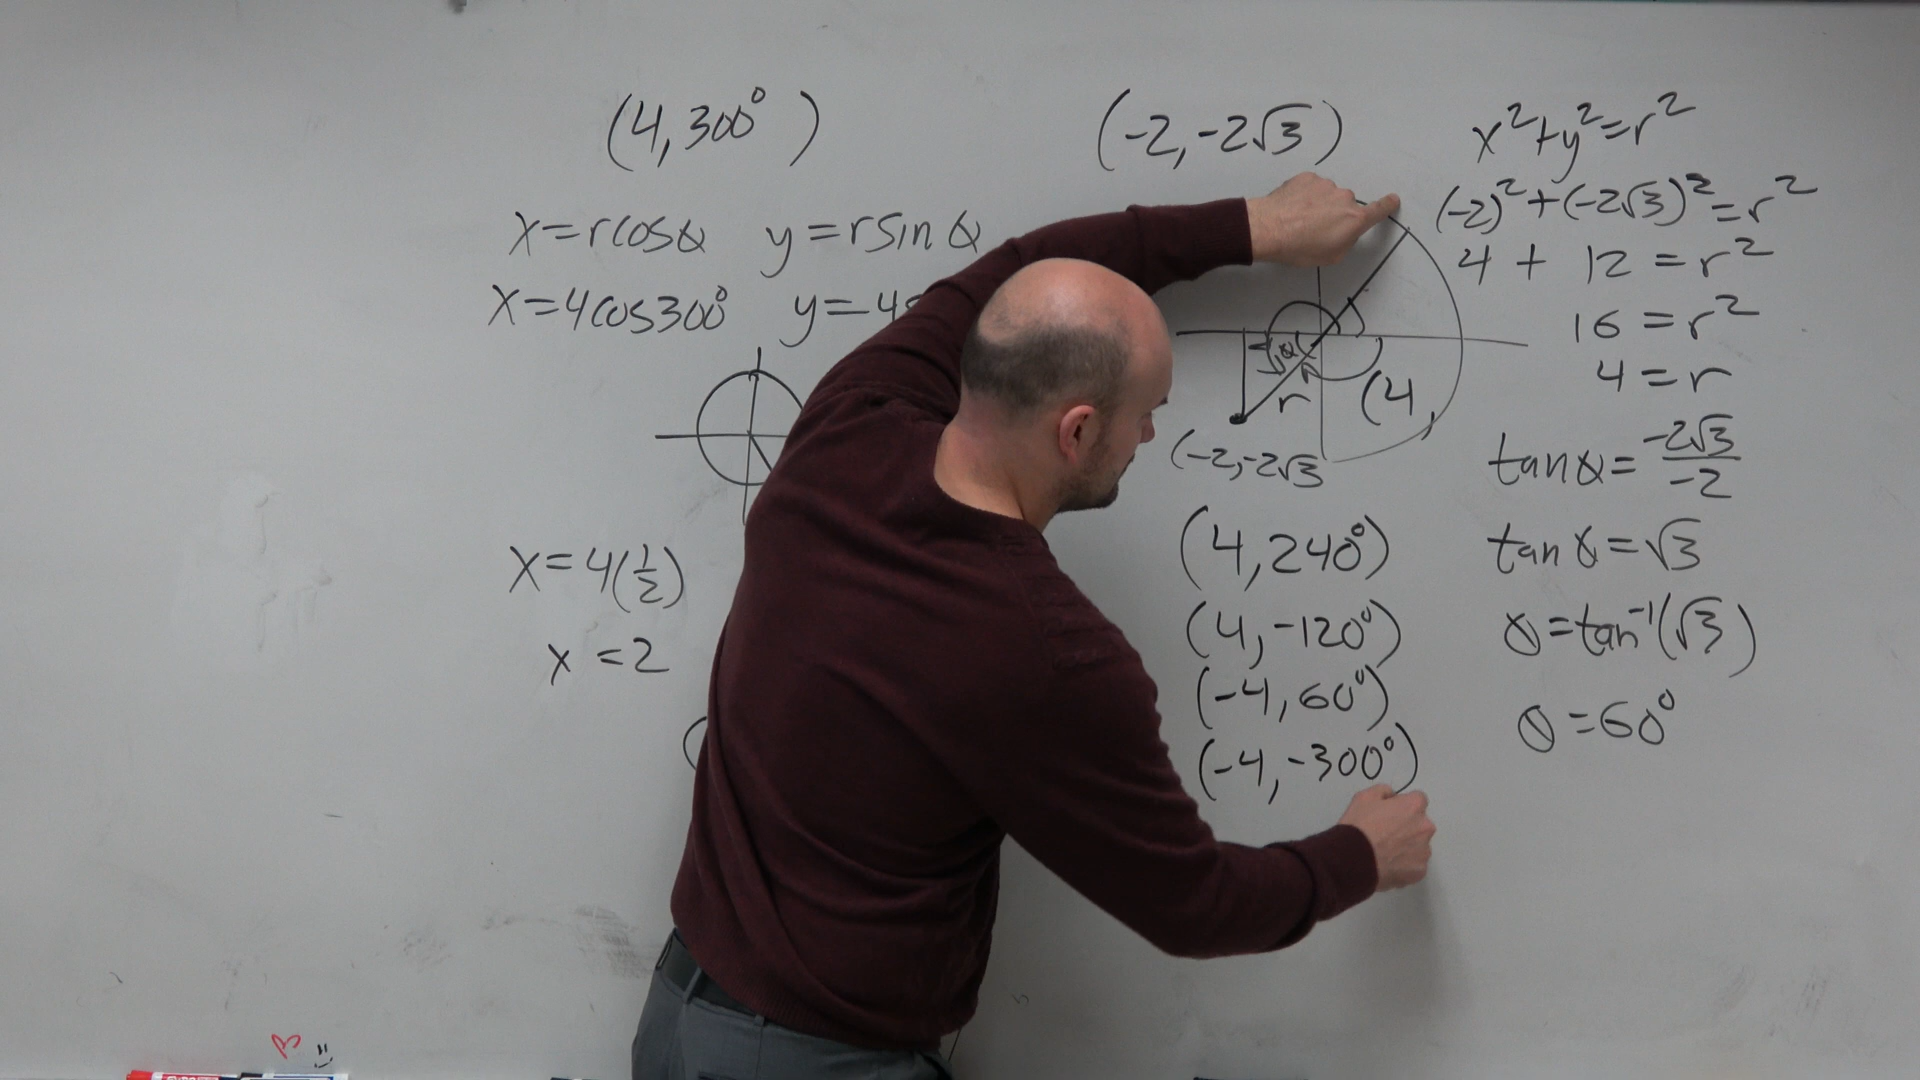 (4, 300°)
x = r cos θ    y = r sin θ
x = 4 cos 300°    y = 4
x = 4(1/2)
x = 2
(-2, -2√3)
θ
r
(4,
(-2, -2√3
(4, 240°)
(4, -120°)
(-4, 60°)
(-4, -300°)
x² + y² = r²
(-2)² + (-2√3)² = r²
4 + 12 = r²
16 = r²
4 = r
tan θ = -2√3/-2
tan θ = √3
θ = tan⁻¹(√3)
θ = 60°